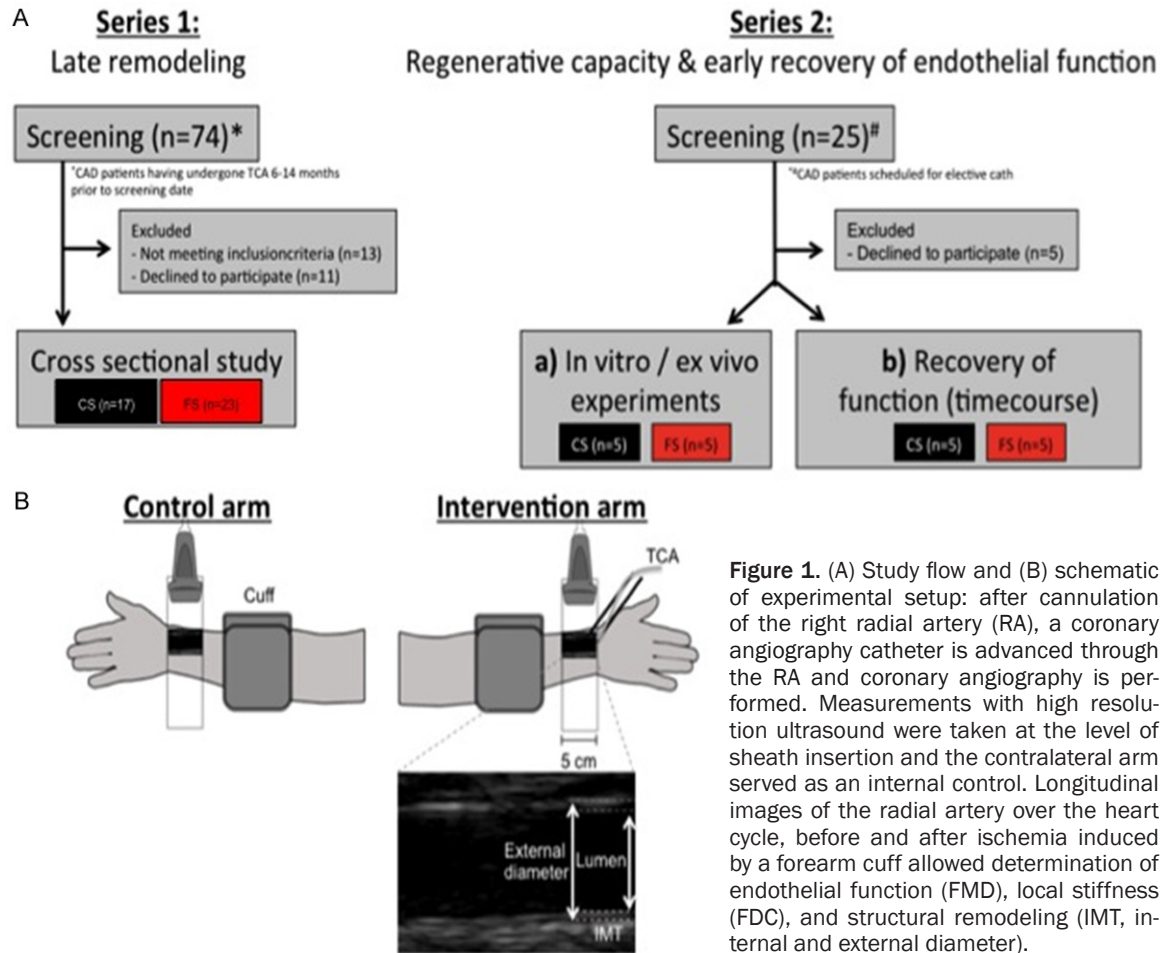 A
Series 1:
Late remodeling
Screening (n=74)*
*CAD patients having undergone TCA 6-14 months
prior to screening date
Excluded
- Not meeting inclusioncriteria (n=13)
- Declined to participate (n=11)
Cross sectional study
CS (n=17)
FS (n=23)
Series 2:
Regenerative capacity & early recovery of endothelial function
Screening (n=25)#
*#CAD patients scheduled for elective cath
Excluded
- Declined to participate (n=5)
a) In vitro / ex vivo
experiments
CS (n=5)
FS (n=5)
b) Recovery of
function (timecourse)
CS (n=5)
FS (n=5)
B
Control arm
Cuff
Intervention arm
TCA
5 cm
External
diameter
Lumen
IMT
Figure 1. (A) Study flow and (B) schematic
of experimental setup: after cannulation
of the right radial artery (RA), a coronary
angiography catheter is advanced through
the RA and coronary angiography is per-
formed. Measurements with high resolu-
tion ultrasound were taken at the level of
sheath insertion and the contralateral arm
served as an internal control. Longitudinal
images of the radial artery over the heart
cycle, before and after ischemia induced
by a forearm cuff allowed determination of
endothelial function (FMD), local stiffness
(FDC), and structural remodeling (IMT, in-
ternal and external diameter).